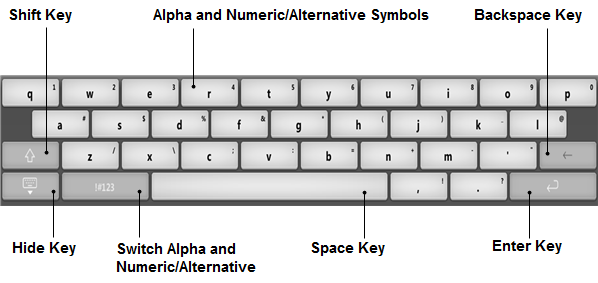 Shift Key Alpha and Numeric/Alternative Symbols Backspace Key
q 1 w 2 e 3 r 4 t 5 y 6 u 7 i 8 o 9 p 0
a # s $ d % f & g * h ( j ) k - l @
z / x \ c ; v : b = n + m - ' "
!#123 , ! . ?
Hide Key Switch Alpha and Space Key Enter Key
Numeric/Alternative